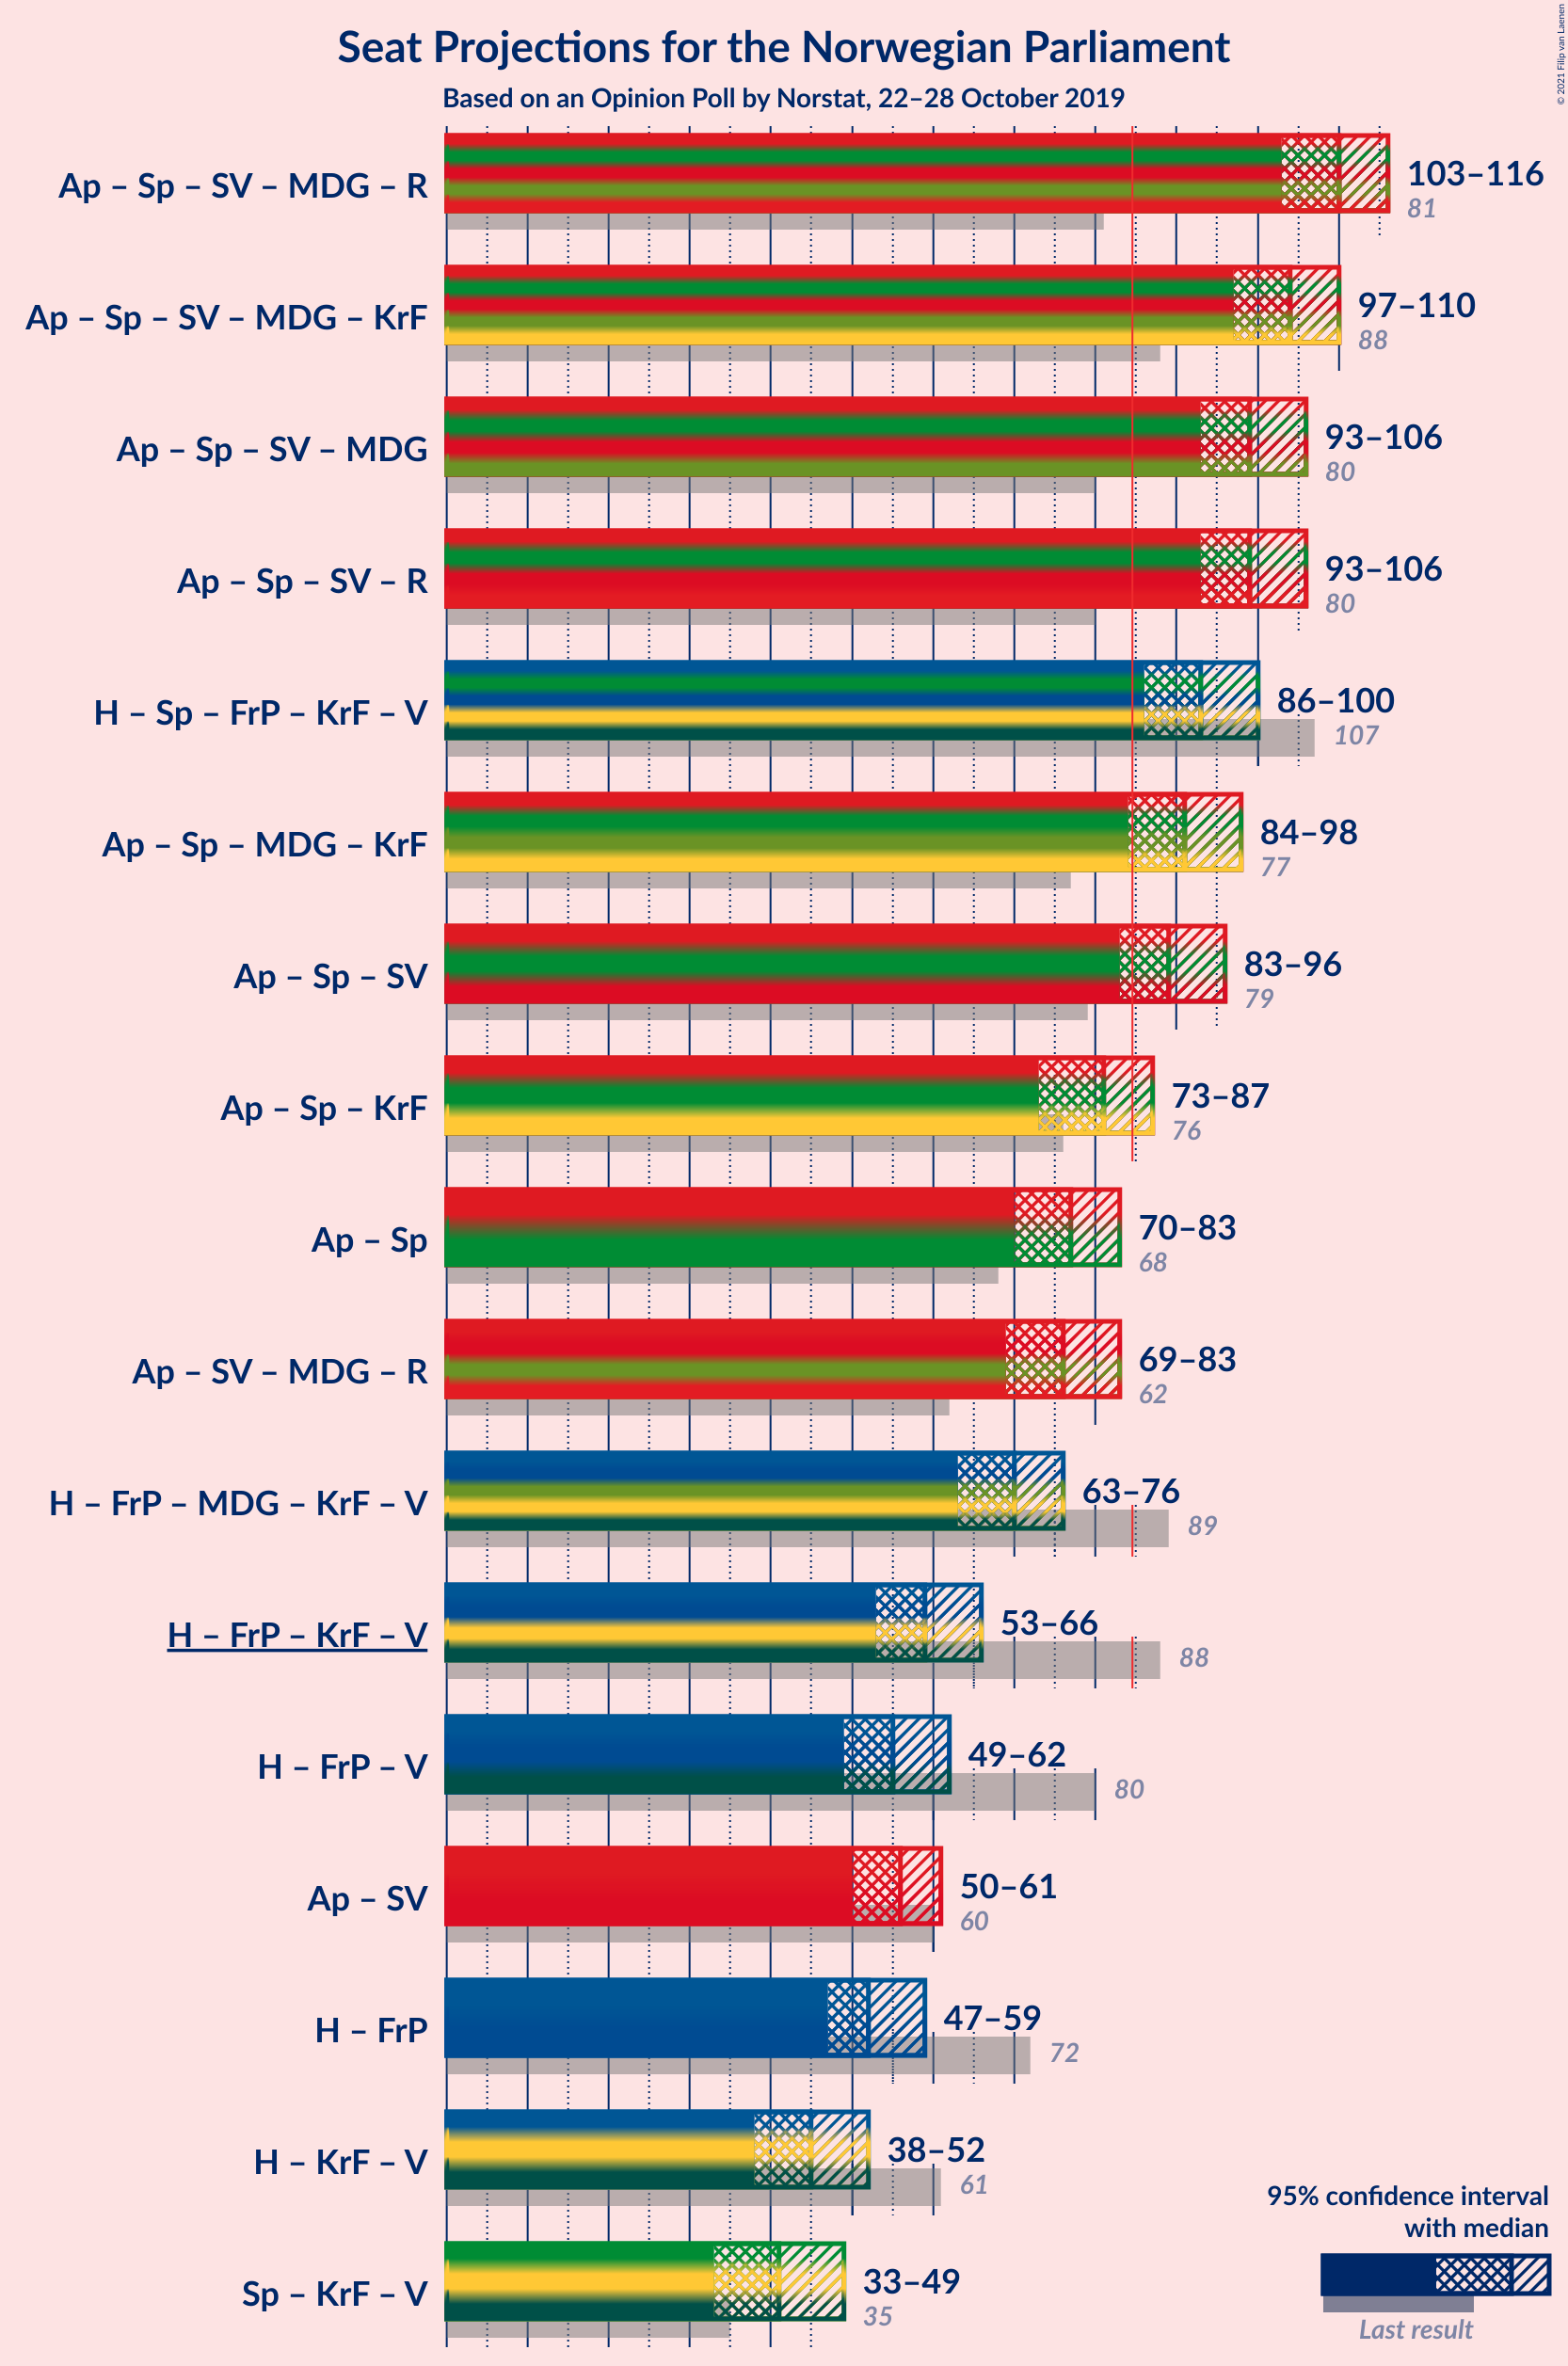 Seat Projections for the Norwegian Parliament
Based on an Opinion Poll by Norstat, 22–28 October 2019
© 2021 Filip van Laenen
Ap – Sp – SV – MDG – R
103–116
81
Ap – Sp – SV – MDG – KrF
97–110
88
Ap – Sp – SV – MDG
93–106
80
Ap – Sp – SV – R
93–106
80
H – Sp – FrP – KrF – V
86–100
107
Ap – Sp – MDG – KrF
84–98
77
Ap – Sp – SV
83–96
79
Ap – Sp – KrF
73–87
76
Ap – Sp
70–83
68
Ap – SV – MDG – R
69–83
62
H – FrP – MDG – KrF – V
63–76
89
H – FrP – KrF – V
53–66
88
H – FrP – V
49–62
80
Ap – SV
50–61
60
H – FrP
47–59
72
H – KrF – V
38–52
61
Sp – KrF – V
33–49
35
95% confidence interval
with median
Last result